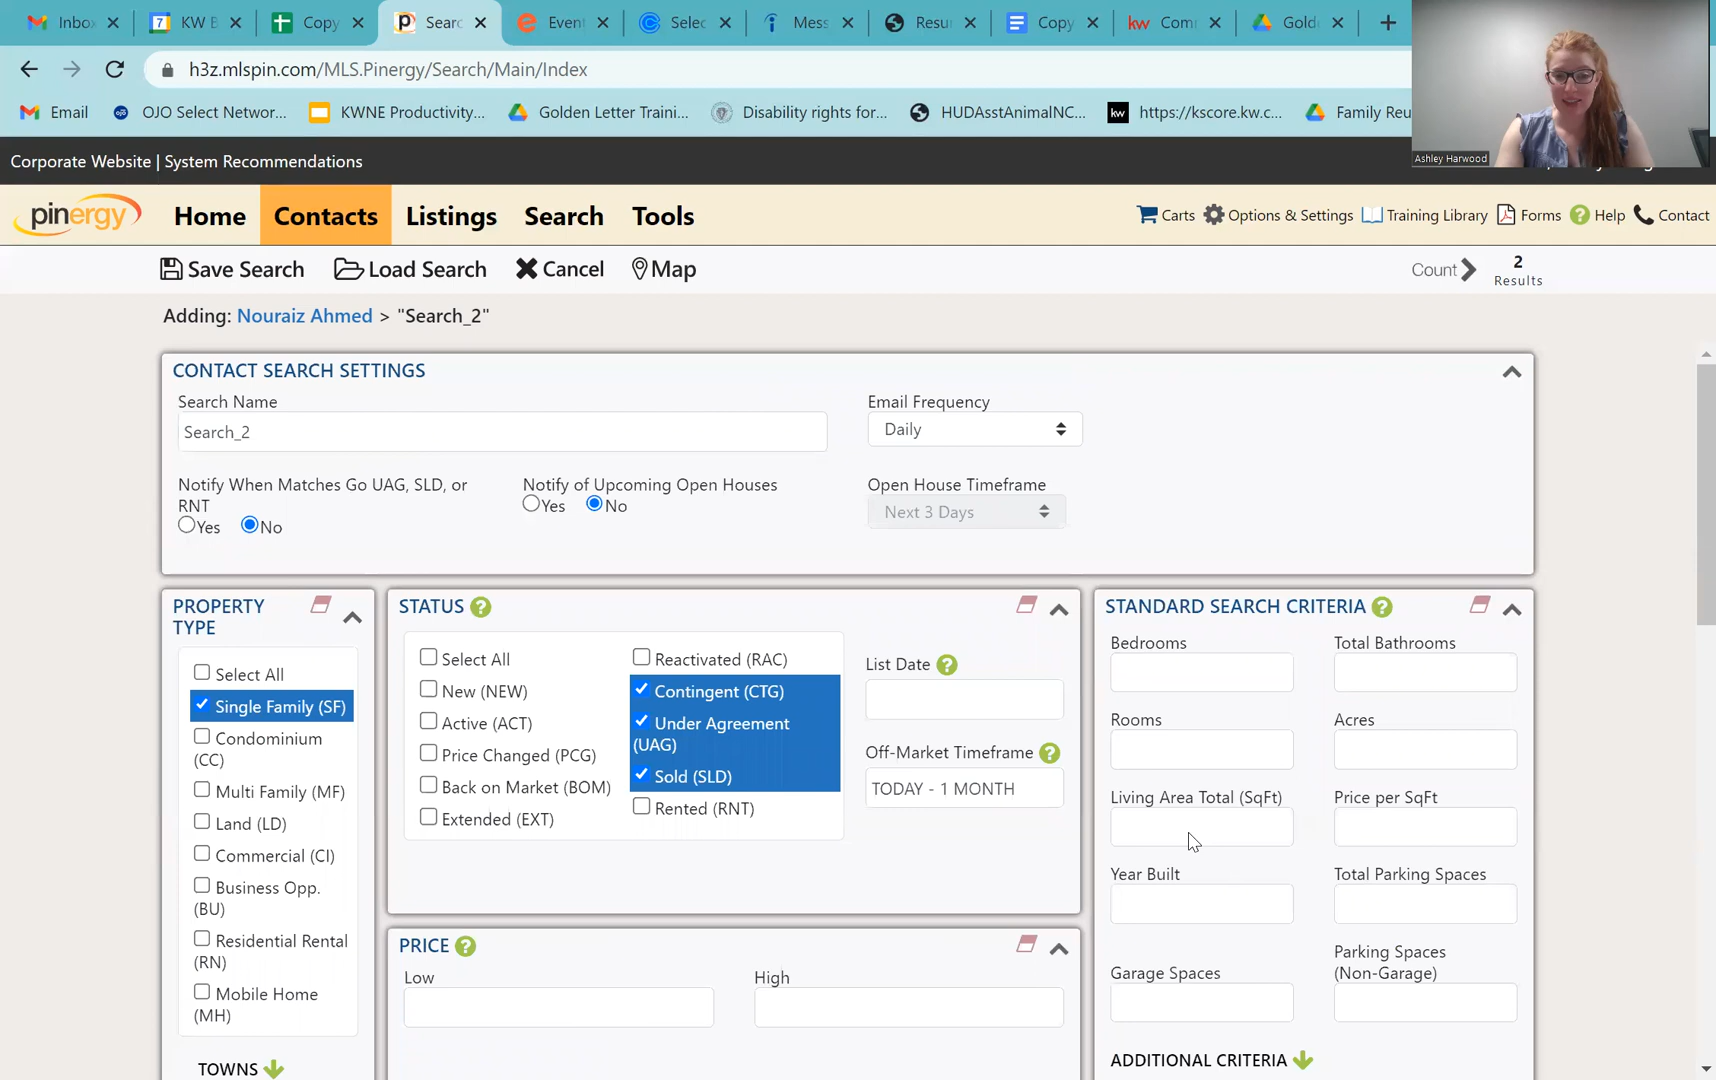 Inbo
7 KW B
Copy
Searc
Even
Selec
Mess
Resu
Copy
kw Com
Gold
h3z.mlspin.com/MLS.Pinergy/Search/Main/Index
Email
OJO Select Networ...
KWNE Productivity...
Golden Letter Traini...
Disability rights for...
HUDAsstAnimalNC...
kw https://kscore.kw.c...
Family Reu
Ashley Harwood
Corporate Website | System Recommendations
pinergy
Home
Contacts
Listings
Search
Tools
Carts
Options & Settings
Training Library
Forms
Help
Contact
Save Search
Load Search
Cancel
Map
Count
2
Results
Adding: Nouraiz Ahmed > "Search_2"
CONTACT SEARCH SETTINGS
Search Name
Search_2
Email Frequency
Daily
Notify When Matches Go UAG, SLD, or
RNT
Yes No
Notify of Upcoming Open Houses
Yes No
Open House Timeframe
Next 3 Days
PROPERTY
TYPE
Select All
Single Family (SF)
Condominium
(CC)
Multi Family (MF)
Land (LD)
Commercial (CI)
Business Opp.
(BU)
Residential Rental
(RN)
Mobile Home
(MH)
TOWNS
STATUS
Select All
New (NEW)
Active (ACT)
Price Changed (PCG)
Back on Market (BOM)
Extended (EXT)
Reactivated (RAC)
Contingent (CTG)
Under Agreement
(UAG)
Sold (SLD)
Rented (RNT)
List Date
Off-Market Timeframe
TODAY - 1 MONTH
PRICE
Low
High
STANDARD SEARCH CRITERIA
Bedrooms
Total Bathrooms
Rooms
Acres
Living Area Total (SqFt)
Price per SqFt
Year Built
Total Parking Spaces
Garage Spaces
Parking Spaces
(Non-Garage)
ADDITIONAL CRITERIA